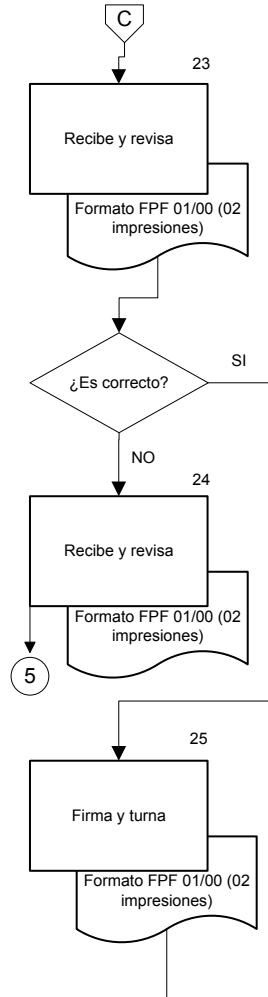 C
23
Recibe y revisa
Formato FPF 01/00 (02
impresiones)
¿Es correcto?
SI
NO
24
Recibe y revisa
Formato FPF 01/00 (02
impresiones)
5
25
Firma y turna
Formato FPF 01/00 (02
impresiones)